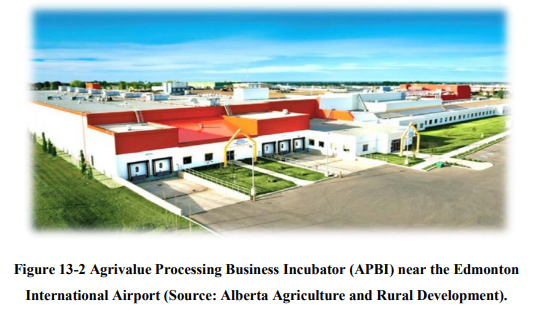 Figure 13-2 Agrivalue Processing Business Incubator (APBI) near the Edmonton
International Airport (Source: Alberta Agriculture and Rural Development).